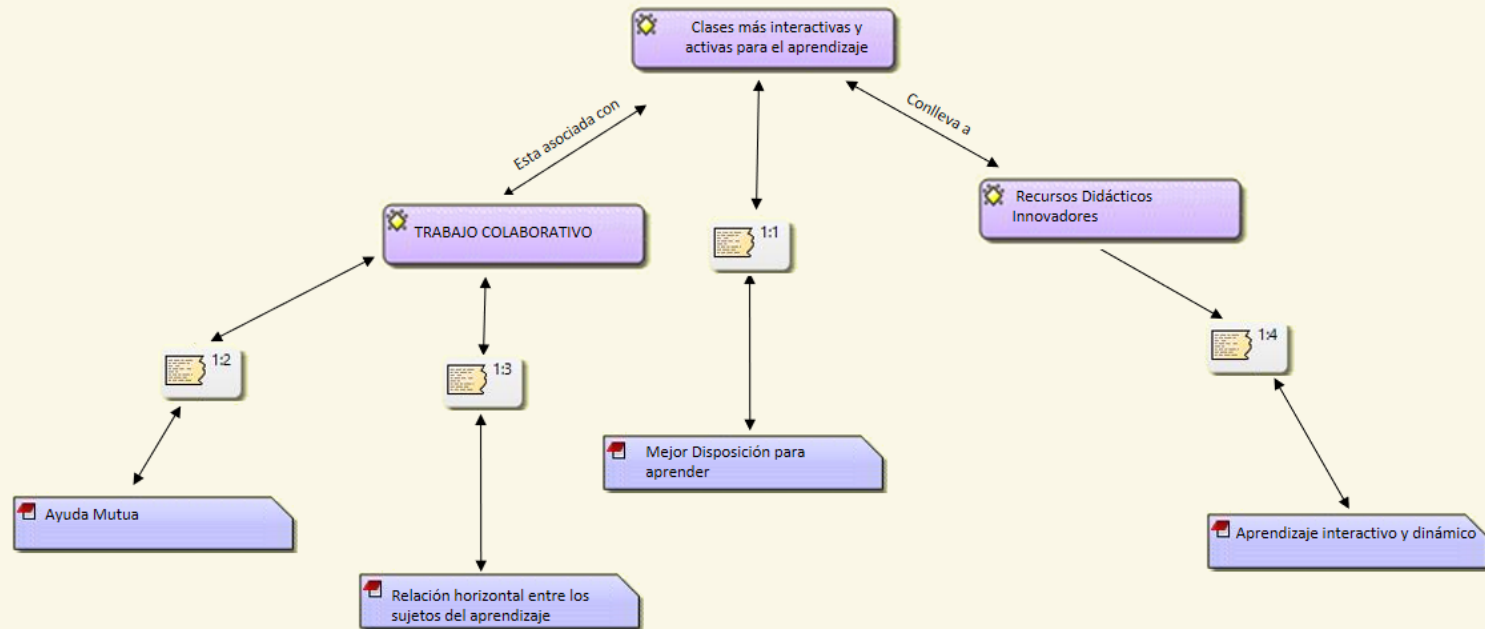 Clases más interactivas y
activas para el aprendizaje
Esta asociada con
Conlleva a
Recursos Didácticos
Innovadores
TRABAJO COLABORATIVO
1:1
1:4
1:2
1:3
Mejor Disposición para
aprender
Ayuda Mutua
Aprendizaje interactivo y dinámico
Relación horizontal entre los
sujetos del aprendizaje